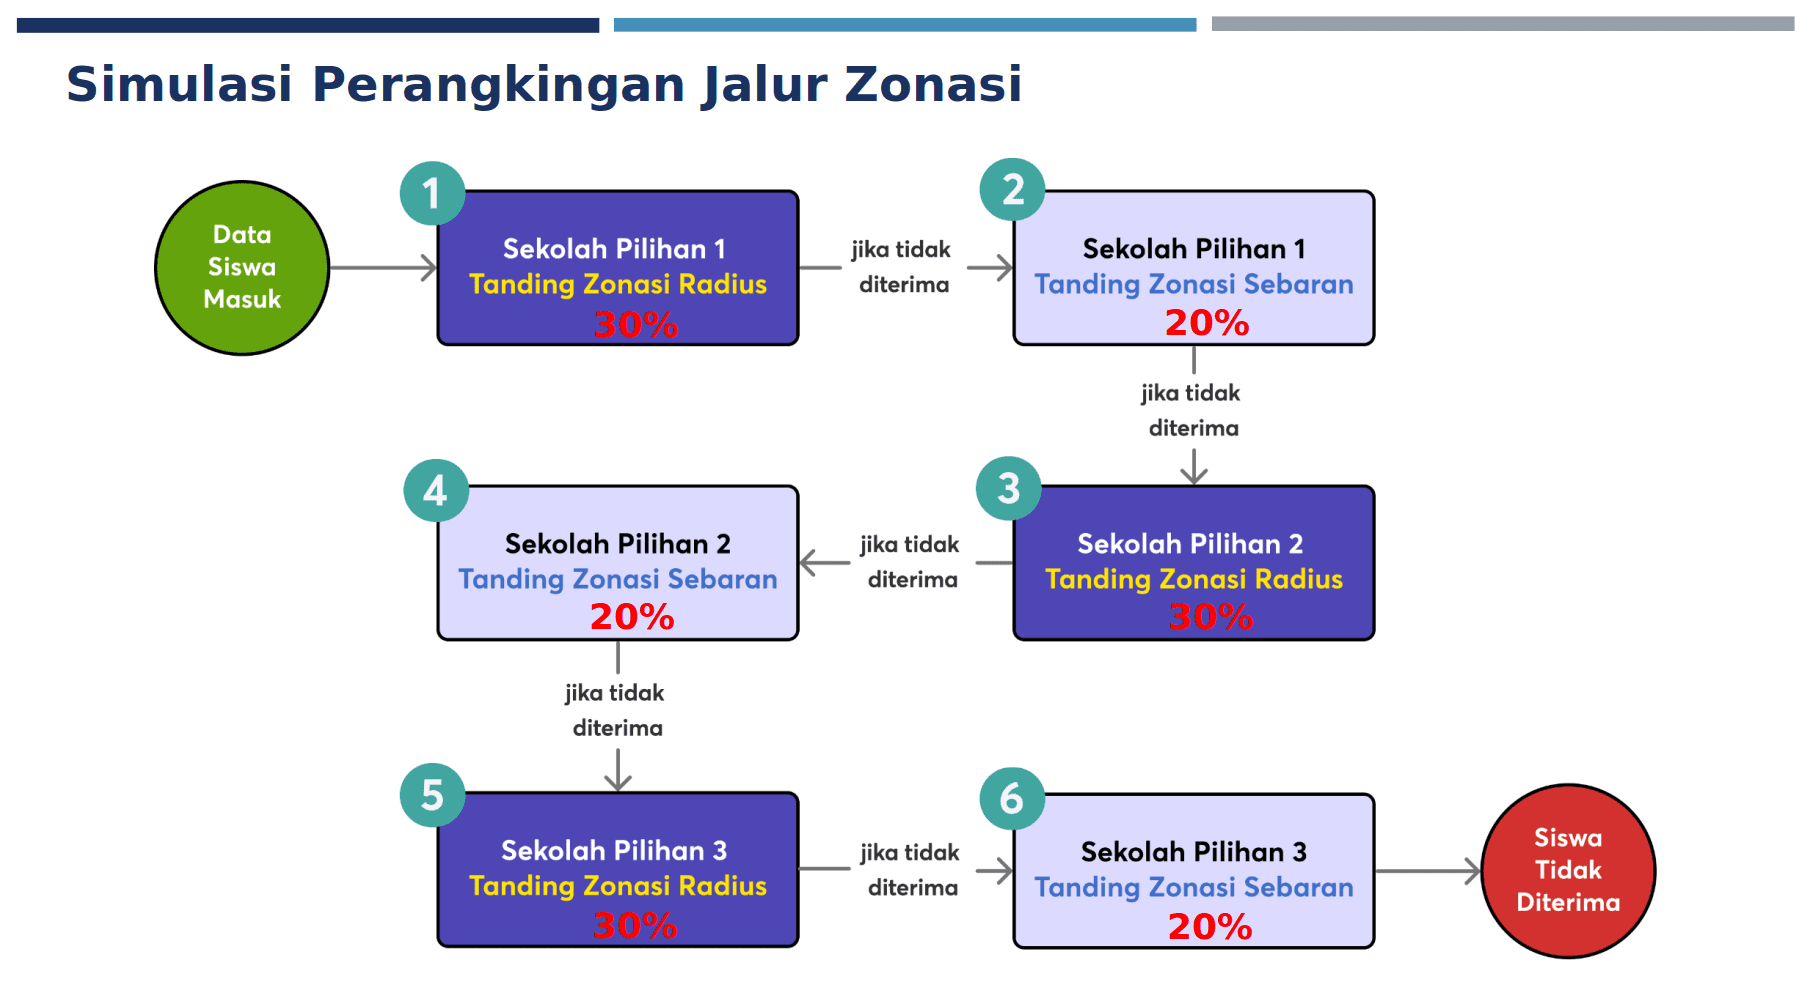 Simulasi Perangkingan Jalur Zonasi
Data
Siswa
Masuk
1
Sekolah Pilihan 1
Tanding Zonasi Radius
30%
jika tidak
diterima
2
Sekolah Pilihan 1
Tanding Zonasi Sebaran
20%
jika tidak
diterima
3
Sekolah Pilihan 2
Tanding Zonasi Radius
30%
jika tidak
diterima
4
Sekolah Pilihan 2
Tanding Zonasi Sebaran
20%
jika tidak
diterima
5
Sekolah Pilihan 3
Tanding Zonasi Radius
30%
jika tidak
diterima
6
Sekolah Pilihan 3
Tanding Zonasi Sebaran
20%
Siswa
Tidak
Diterima